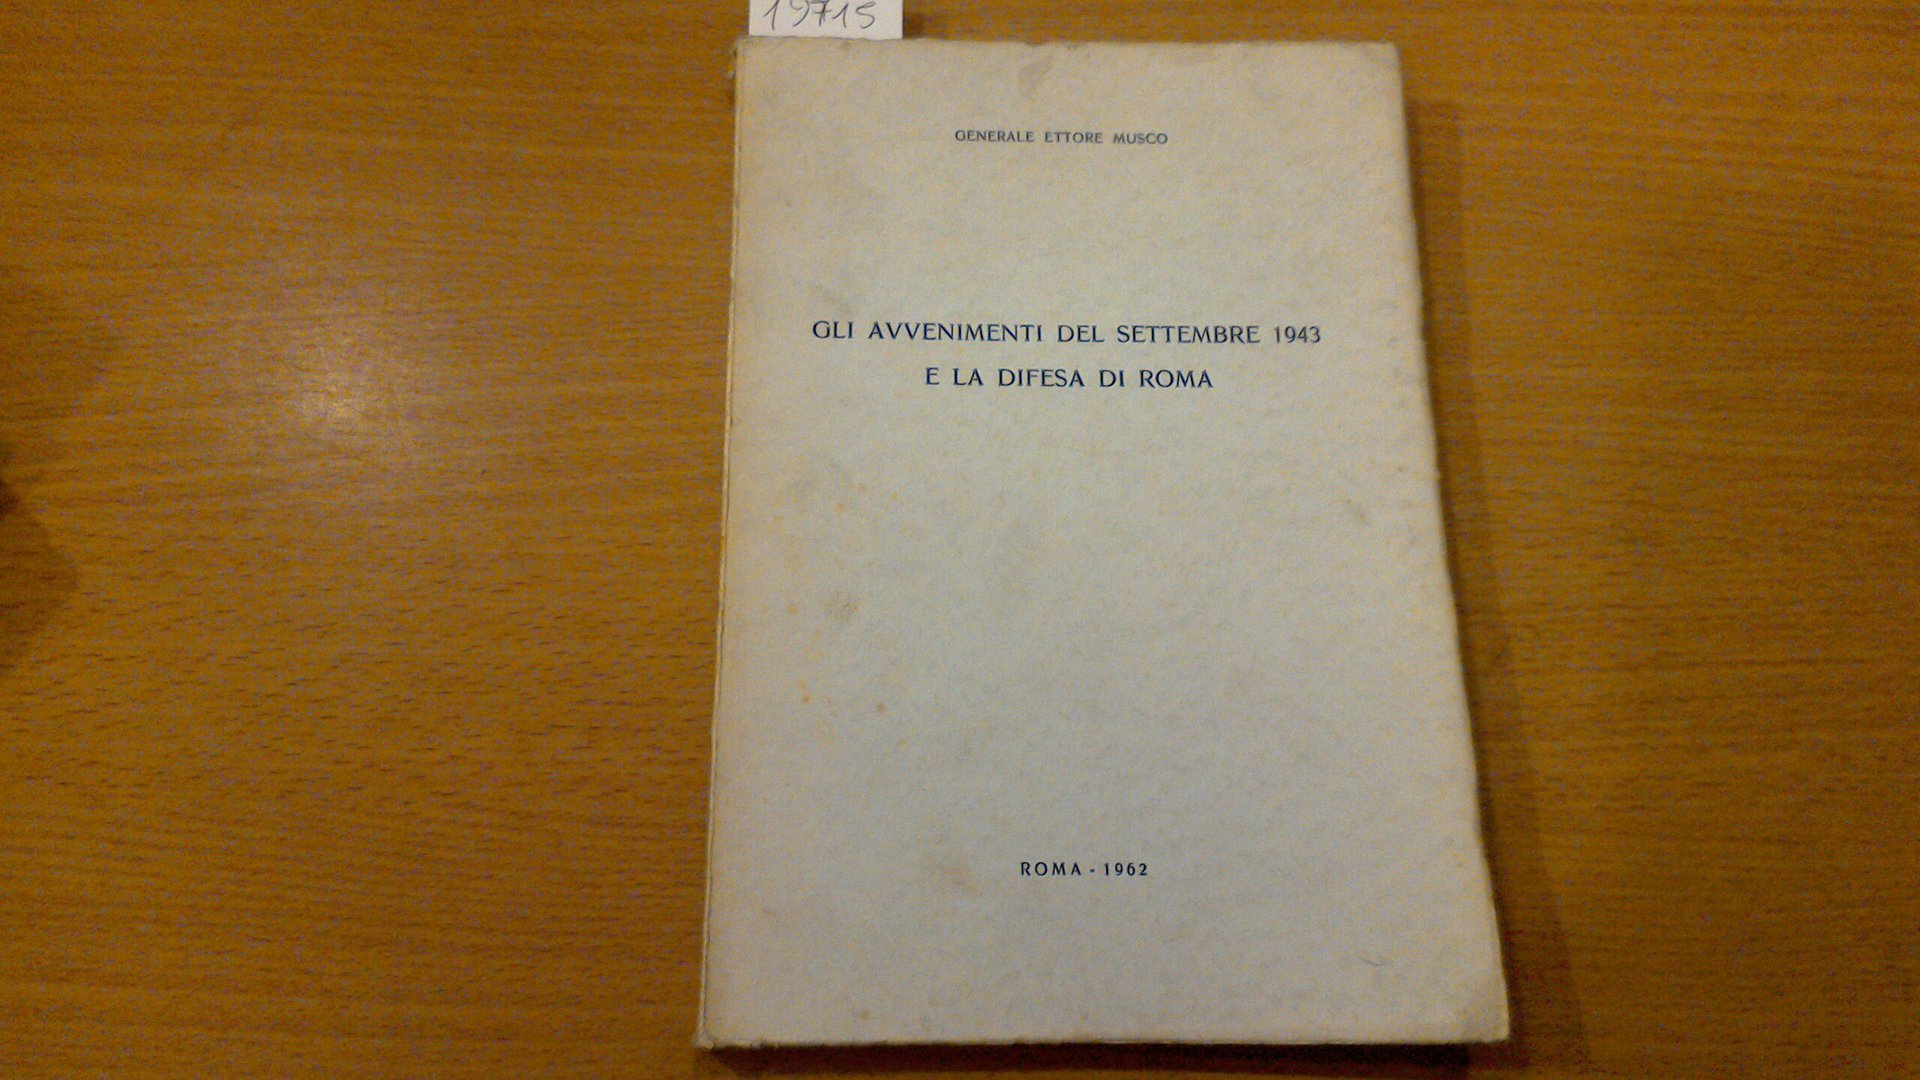 19715
GENERALE ETTORE MUSCO
GLI AVVENIMENTI DEL SETTEMBRE 1943
E LA DIFESA DI ROMA
ROMA - 1962